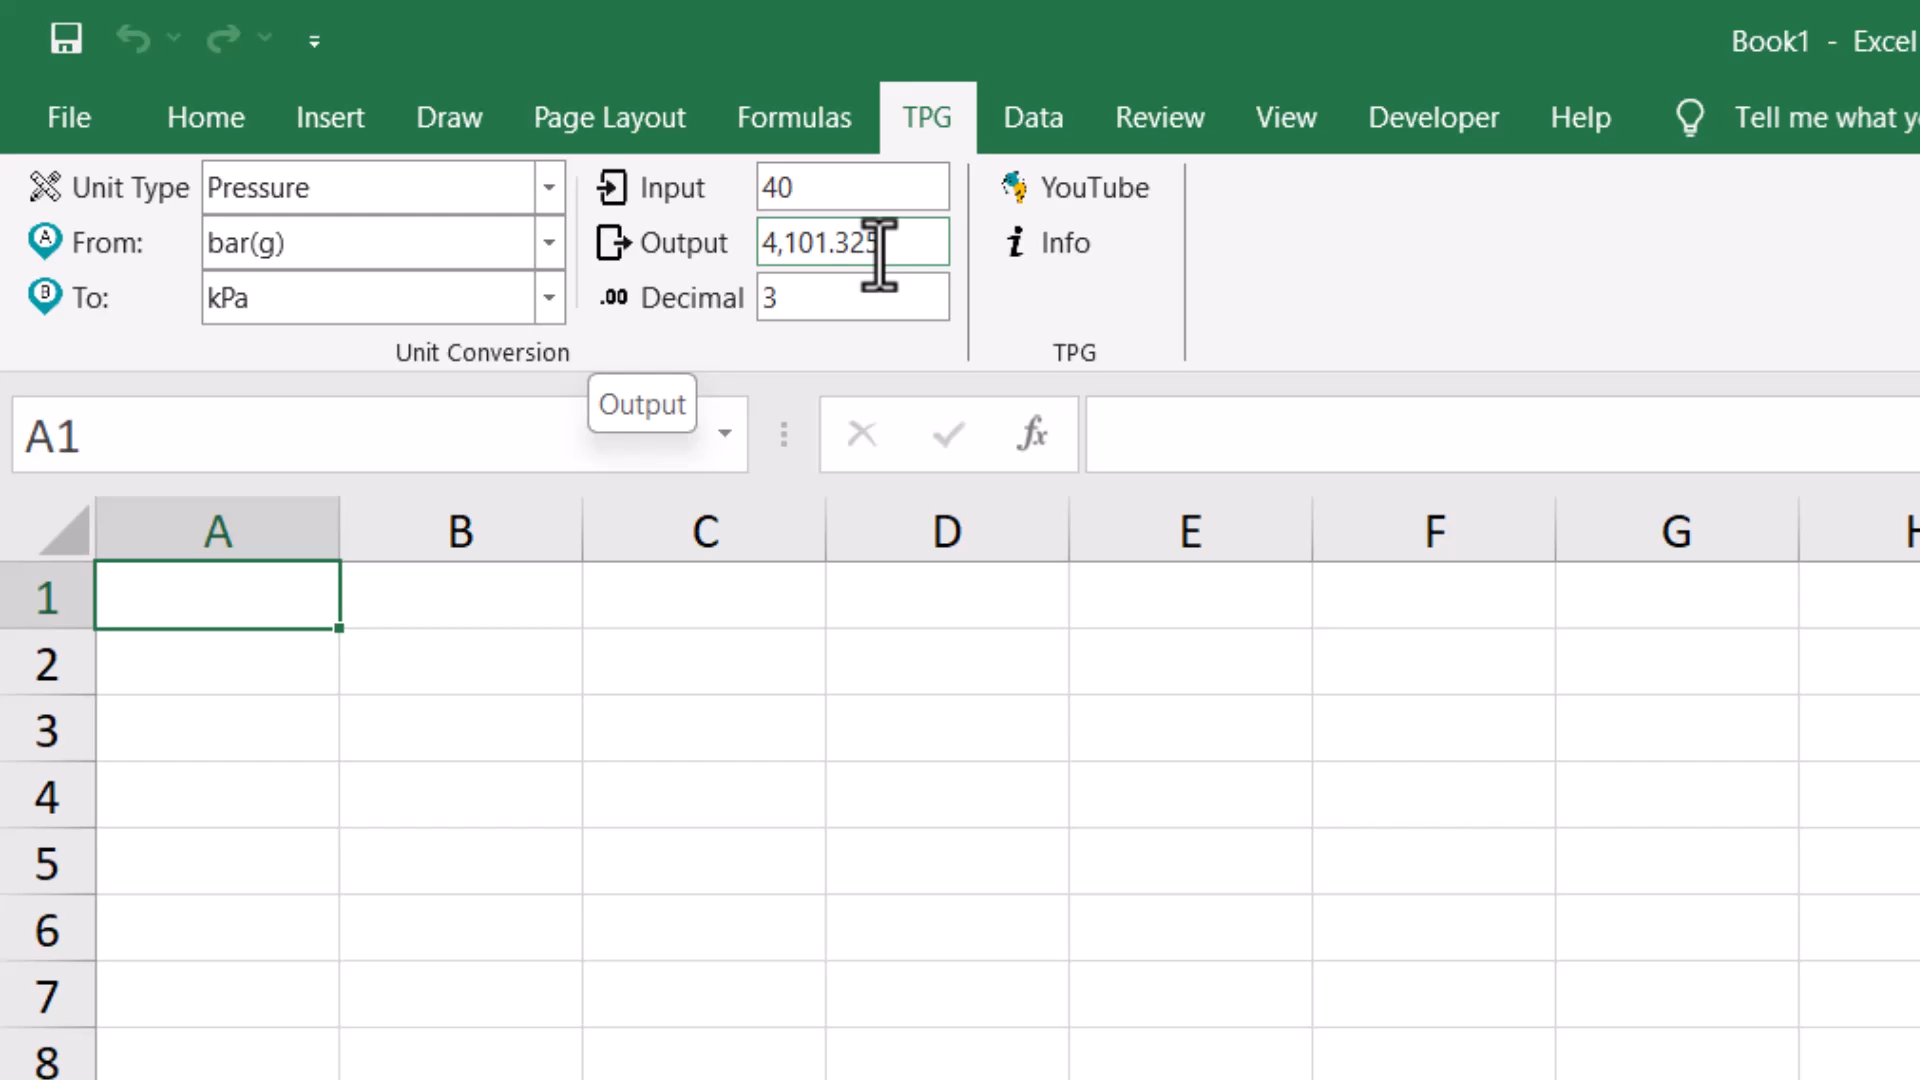 Book1 - Excel
File Home Insert Draw Page Layout Formulas TPG Data Review View Developer Help Tell me what
Unit Type Pressure Input 40 YouTube
A From: bar(g) Output 4,101.325 Info
B To: kPa .00 Decimal 3
Unit Conversion TPG
Output
A1 fx
A B C D E F G H
1
2
3
4
5
6
7
8